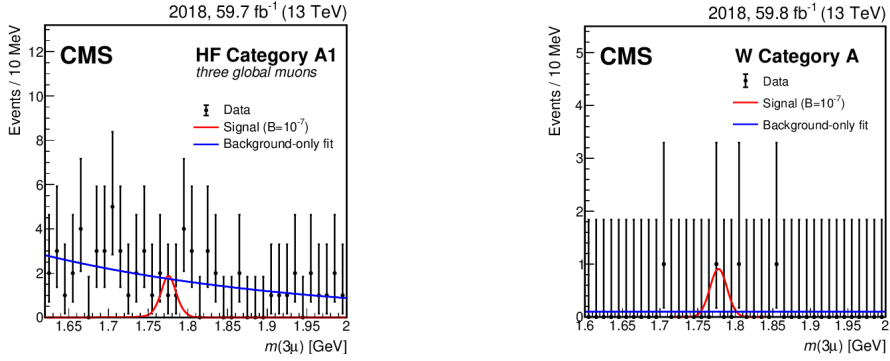 2018, 59.7 fb⁻¹ (13 TeV)
CMS
HF Category A1
three global muons
Data
Signal (B=10⁻⁷)
Background-only fit
Events / 10 MeV
12
10
8
6
4
2
0
1.65 1.7 1.75 1.8 1.85 1.9 1.95 2
m(3μ) [GeV]
2018, 59.8 fb⁻¹ (13 TeV)
CMS
W Category A
Data
Signal (B=10⁻⁷)
Background-only fit
Events / 10 MeV
5
4
3
2
1
0
1.6 1.65 1.7 1.75 1.8 1.85 1.9 1.95 2
m(3μ) [GeV]